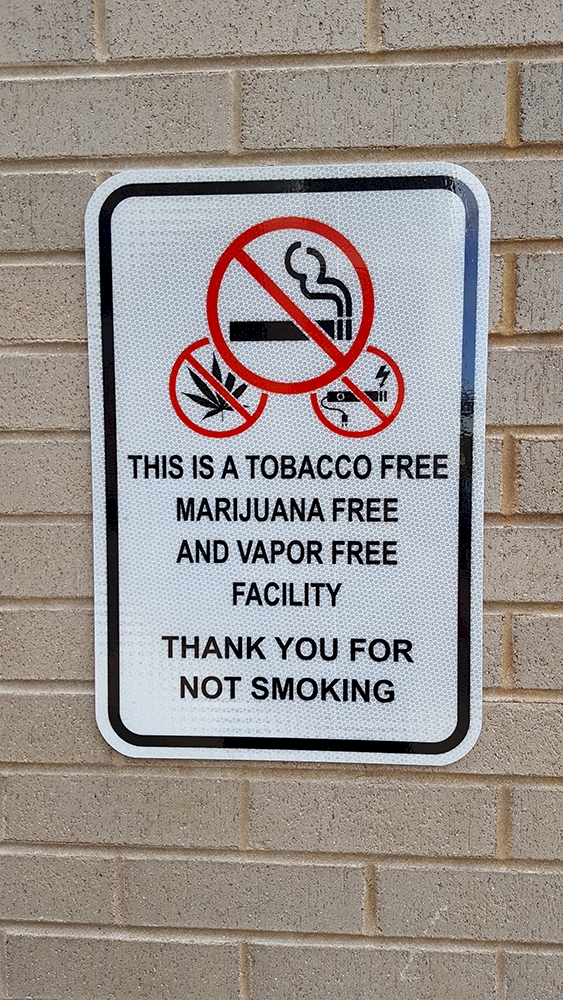 THIS IS A TOBACCO FREE
MARIJUANA FREE
AND VAPOR FREE
FACILITY
THANK YOU FOR
NOT SMOKING